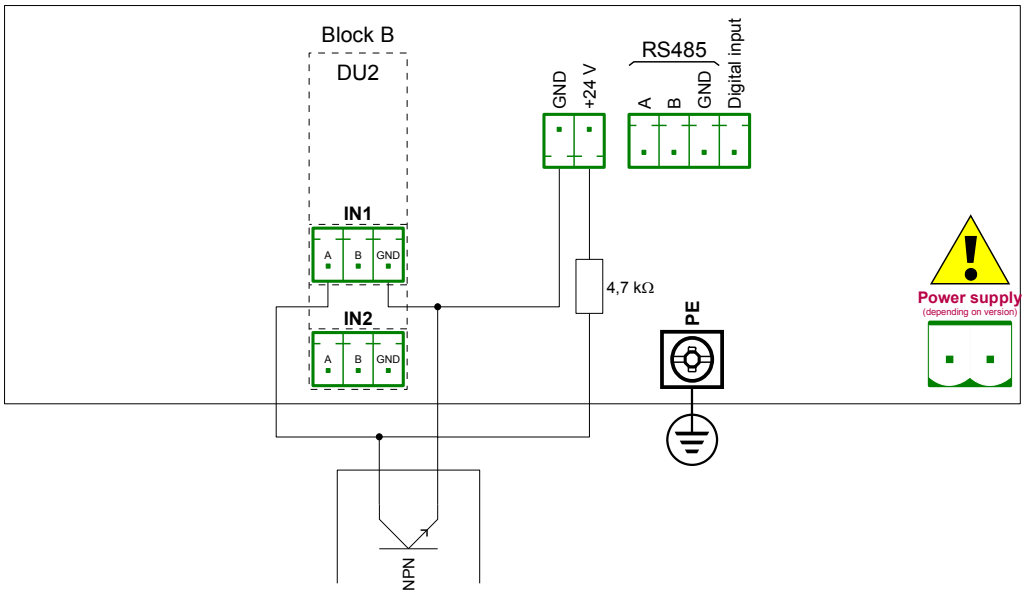 Block B
DU2
IN1
A B GND
IN2
A B GND
GND
+24 V
RS485
A
B
GND
Digital input
4,7 kΩ
PE
!
Power supply
(depending on version)
NPN